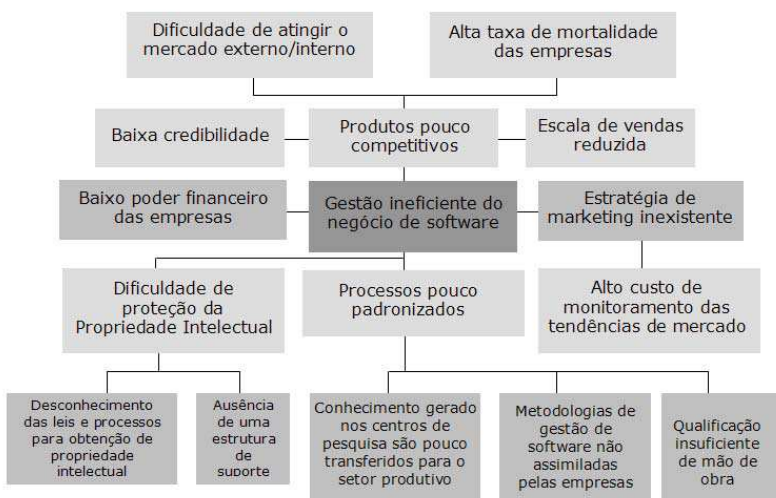 Dificuldade de atingir o
mercado externo/interno
Alta taxa de mortalidade
das empresas
Baixa credibilidade
Produtos pouco
competitivos
Escala de vendas
reduzida
Baixo poder financeiro
das empresas
Gestão ineficiente do
negócio de software
Estratégia de
marketing inexistente
Dificuldade de
proteção da
Propriedade Intelectual
Processos pouco
padronizados
Alto custo de
monitoramento das
tendências de mercado
Desconhecimento
das leis e processos
para obtenção de
propriedade
intelectual
Ausência
de uma
estrutura
de
suporte
Conhecimento gerado
nos centros de
pesquisa são pouco
transferidos para o
setor produtivo
Metodologias de
gestão de
software não
assimiladas
pelas empresas
Qualificação
insuficiente
de mão de
obra